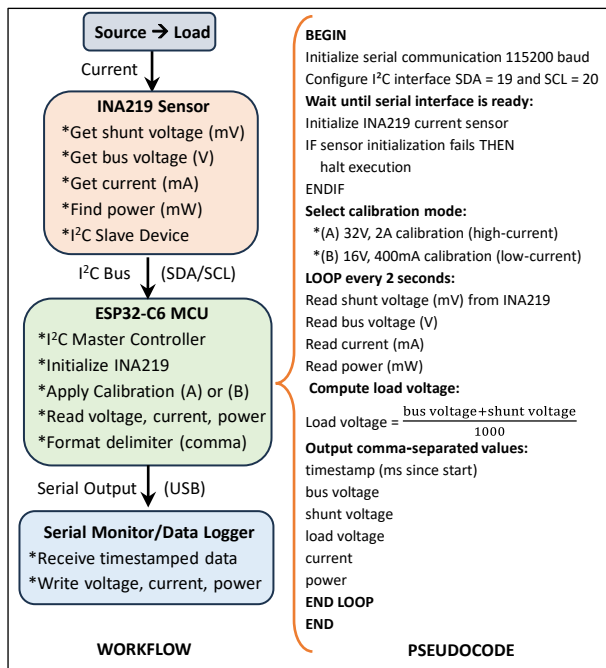 Source → Load
Current
INA219 Sensor
*Get shunt voltage (mV)
*Get bus voltage (V)
*Get current (mA)
*Find power (mW)
*I²C Slave Device
I²C Bus (SDA/SCL)
ESP32-C6 MCU
*I²C Master Controller
*Initialize INA219
*Apply Calibration (A) or (B)
*Read voltage, current, power
*Format delimiter (comma)
Serial Output (USB)
Serial Monitor/Data Logger
*Receive timestamped data
*Write voltage, current, power
WORKFLOW
BEGIN
Initialize serial communication 115200 baud
Configure I²C interface SDA = 19 and SCL = 20
Wait until serial interface is ready:
Initialize INA219 current sensor
IF sensor initialization fails THEN
halt execution
ENDIF
Select calibration mode:
*(A) 32V, 2A calibration (high-current)
*(B) 16V, 400mA calibration (low-current)
LOOP every 2 seconds:
Read shunt voltage (mV) from INA219
Read bus voltage (V)
Read current (mA)
Read power (mW)
Compute load voltage:
Load voltage = bus voltage+shunt voltage
1000
Output comma-separated values:
timestamp (ms since start)
bus voltage
shunt voltage
load voltage
current
power
END LOOP
END
PSEUDOCODE